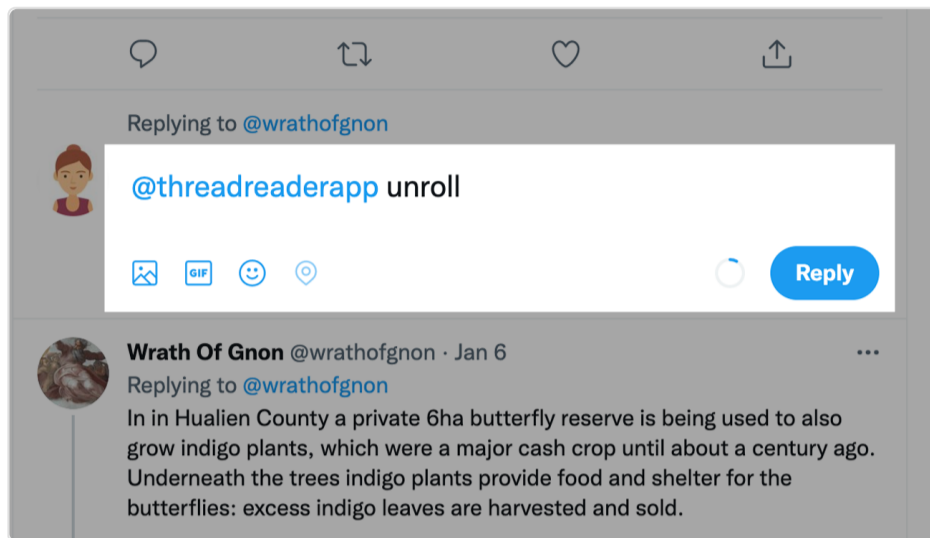 Replying to @wrathofgnon
@threadreaderapp unroll
GIF
Reply
Wrath Of Gnon @wrathofgnon · Jan 6
Replying to @wrathofgnon
In in Hualien County a private 6ha butterfly reserve is being used to also
grow indigo plants, which were a major cash crop until about a century ago.
Underneath the trees indigo plants provide food and shelter for the
butterflies: excess indigo leaves are harvested and sold.